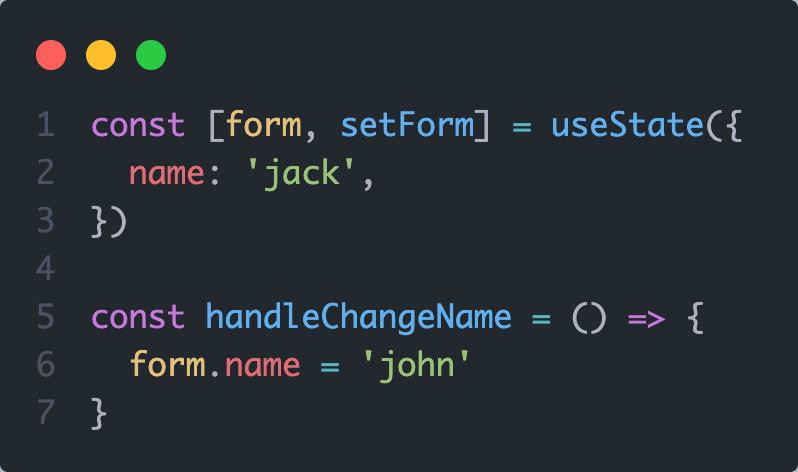 1 const [form, setForm] = useState({
2   name: 'jack',
3 })
4
5 const handleChangeName = () => {
6   form.name = 'john'
7 }